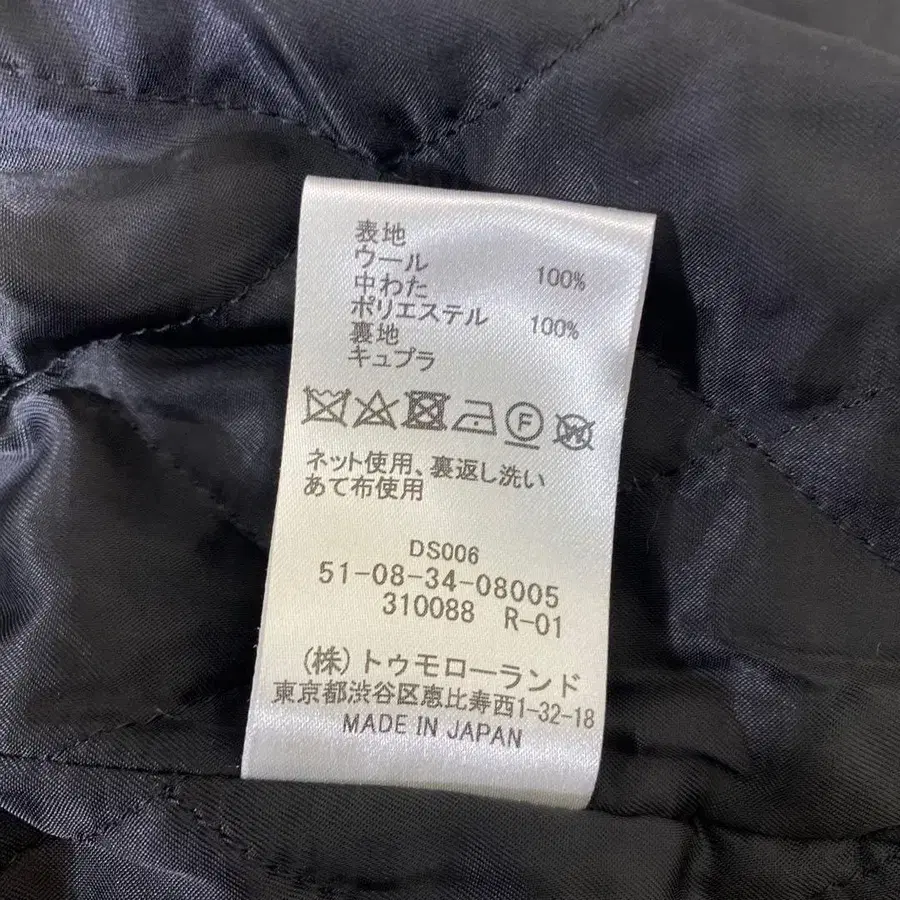 表地
ウール 100%
中わた
ポリエステル 100%
裏地
キュプラ
F W
ネット使用、裏返し洗い
あて布使用
DS006
51-08-34-08005
310088 R-01
(株)トゥモローランド
東京都渋谷区恵比寿西1-32-18
MADE IN JAPAN